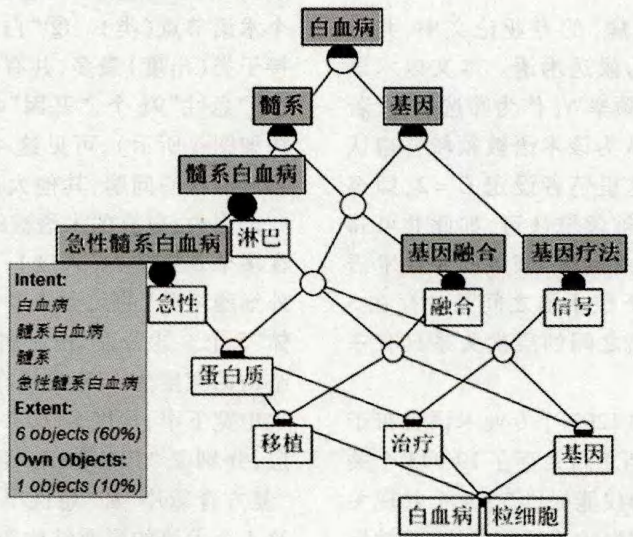 白血病
髓系
基因
髓系白血病
淋巴
急性髓系白血病
基因融合
基因疗法
Intent:
白血病
髓系白血病
髓系
急性髓系白血病
Extent:
6 objects (60%)
Own Objects:
1 objects (10%)
急性
融合
信号
蛋白质
移植
治疗
基因
白血病
粒细胞